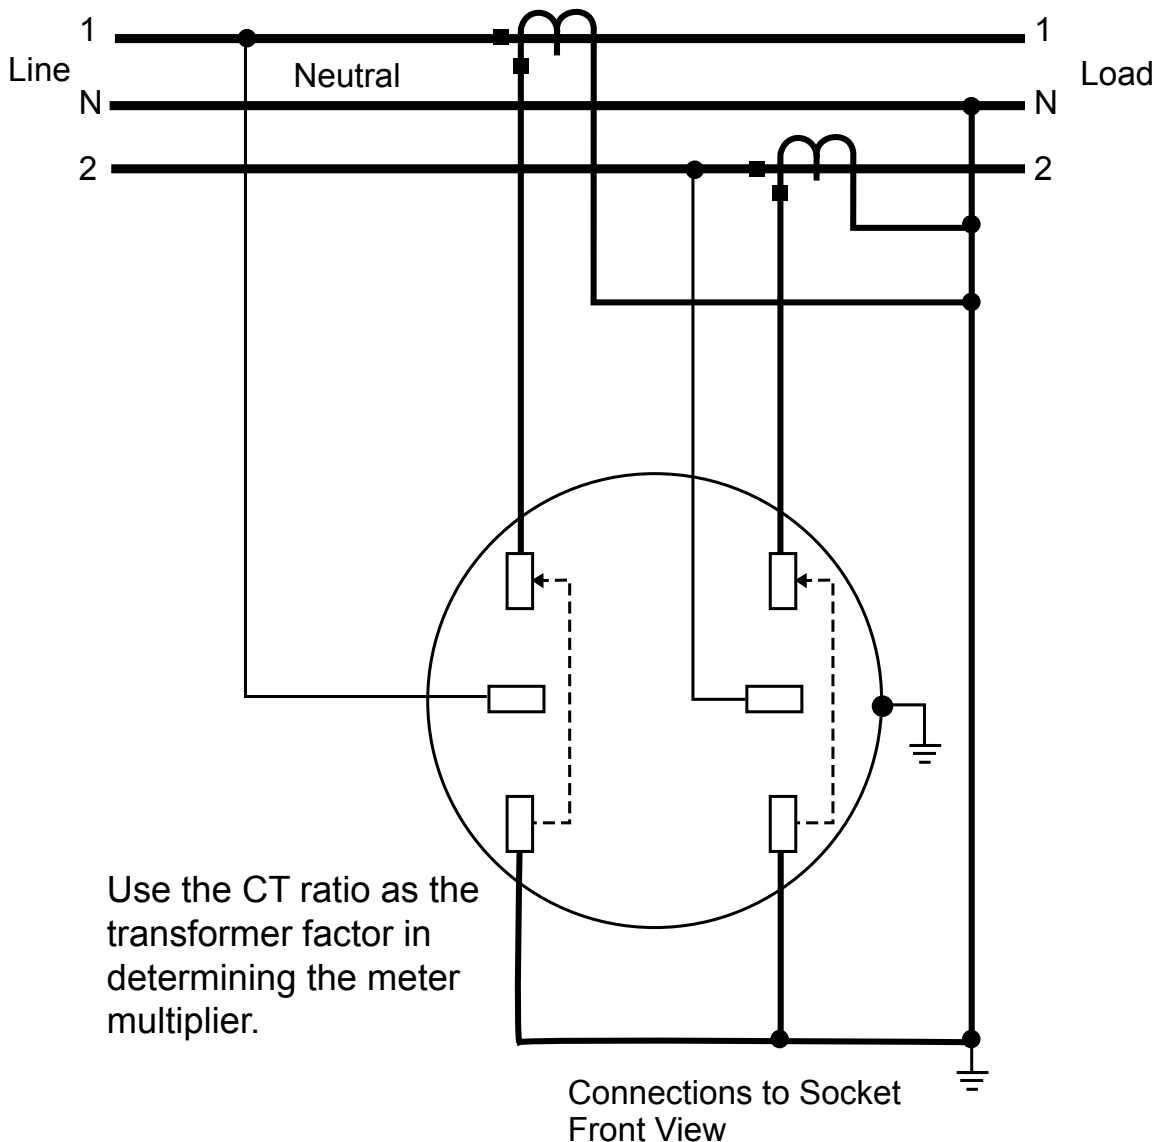 1
1
Line
Neutral
Load
N
N
2
2
Use the CT ratio as the
transformer factor in
determining the meter
multiplier.
Connections to Socket
Front View